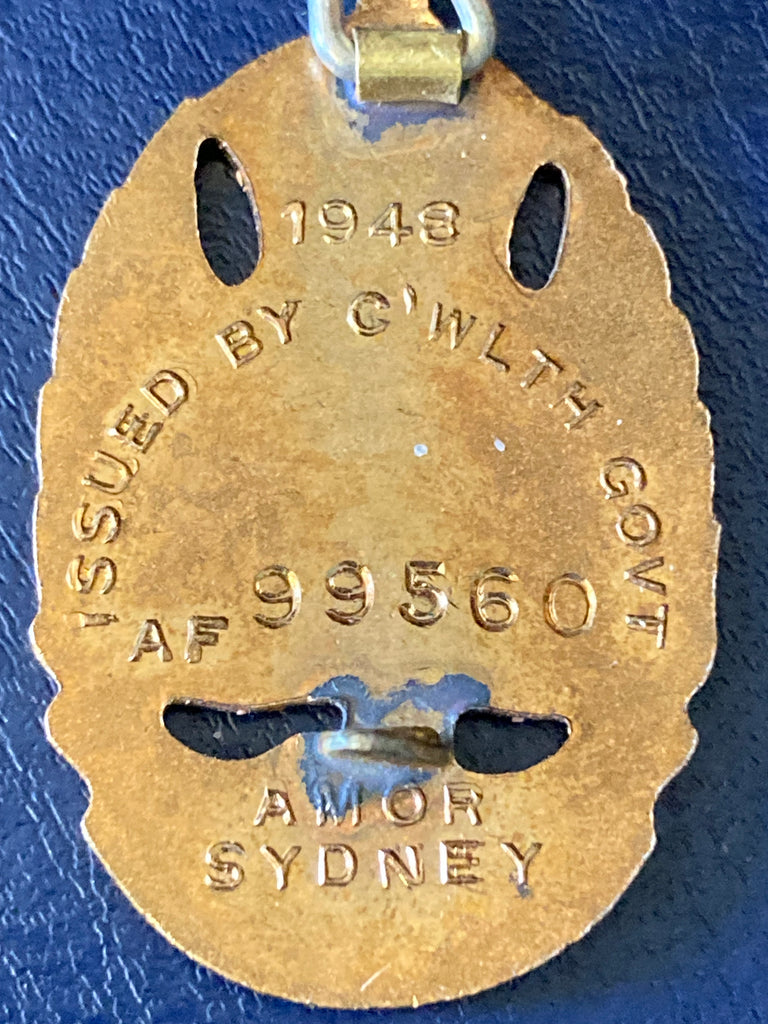 1948
ISSUED BY C'WLTH GOVT
AF 99560
AMOR
SYDNEY